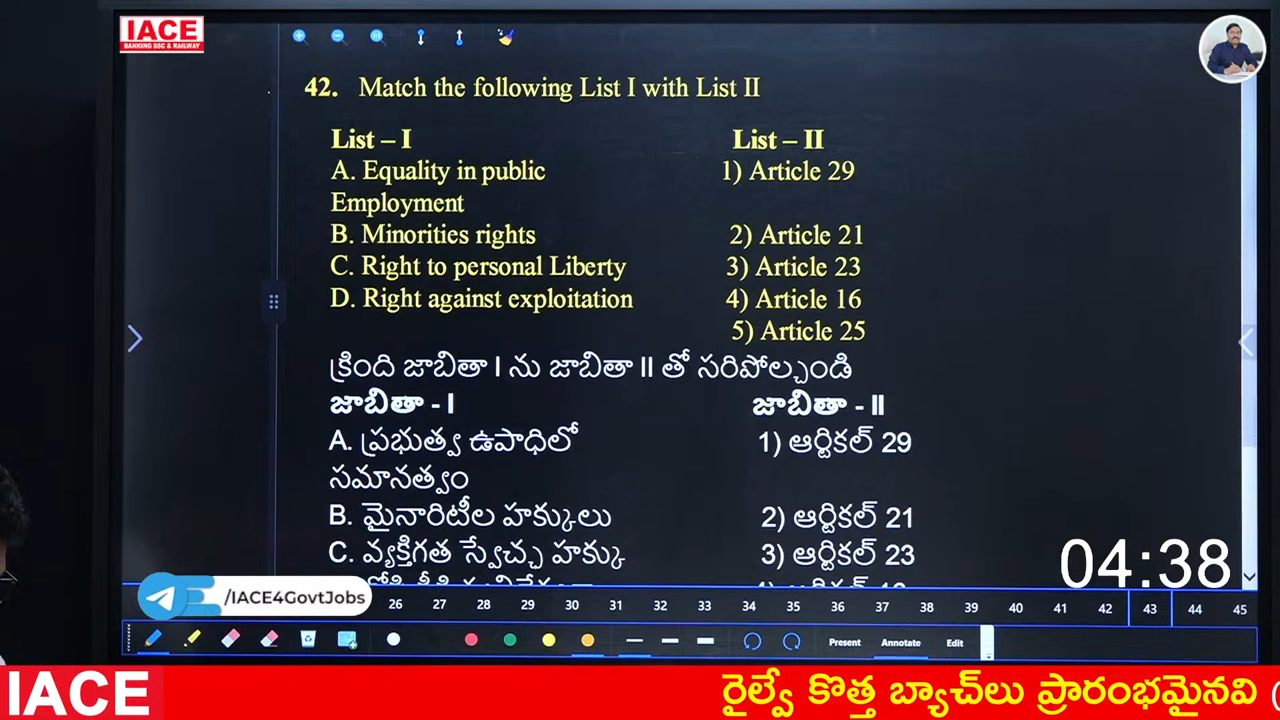 IACE
BANKING SSC & RAILWAY
42. Match the following List I with List II
List – I List – II
A. Equality in public 1) Article 29
Employment
B. Minorities rights 2) Article 21
C. Right to personal Liberty 3) Article 23
D. Right against exploitation 4) Article 16
5) Article 25
క్రింది జాబితా I ను జాబితా II తో సరిపోల్చండి
జాబితా - I జాబితా - II
A. ప్రభుత్వ ఉపాధిలో 1) ఆర్టికల్ 29
సమానత్వం
B. మైనారిటీల హక్కులు 2) ఆర్టికల్ 21
C. వ్యక్తిగత స్వేచ్ఛ హక్కు 3) ఆర్టికల్ 23
04:38
/IACE4GovtJobs
26 27 28 29 30 31 32 33 34 35 36 37 38 39 40 41 42 43 44 45
Present Annotate Edit
IACE రైల్వే కొత్త బ్యాచ్‌లు ప్రారంభమైనవి (